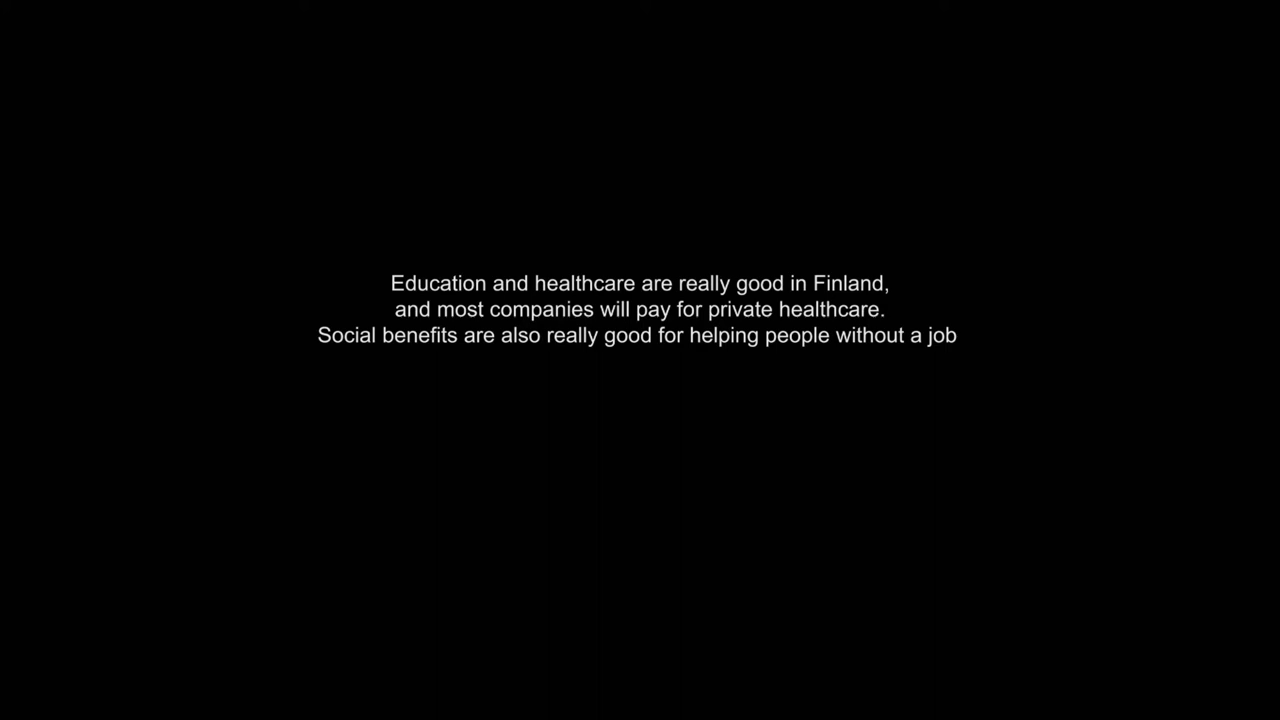 Education and healthcare are really good in Finland,
and most companies will pay for private healthcare.
Social benefits are also really good for helping people without a job